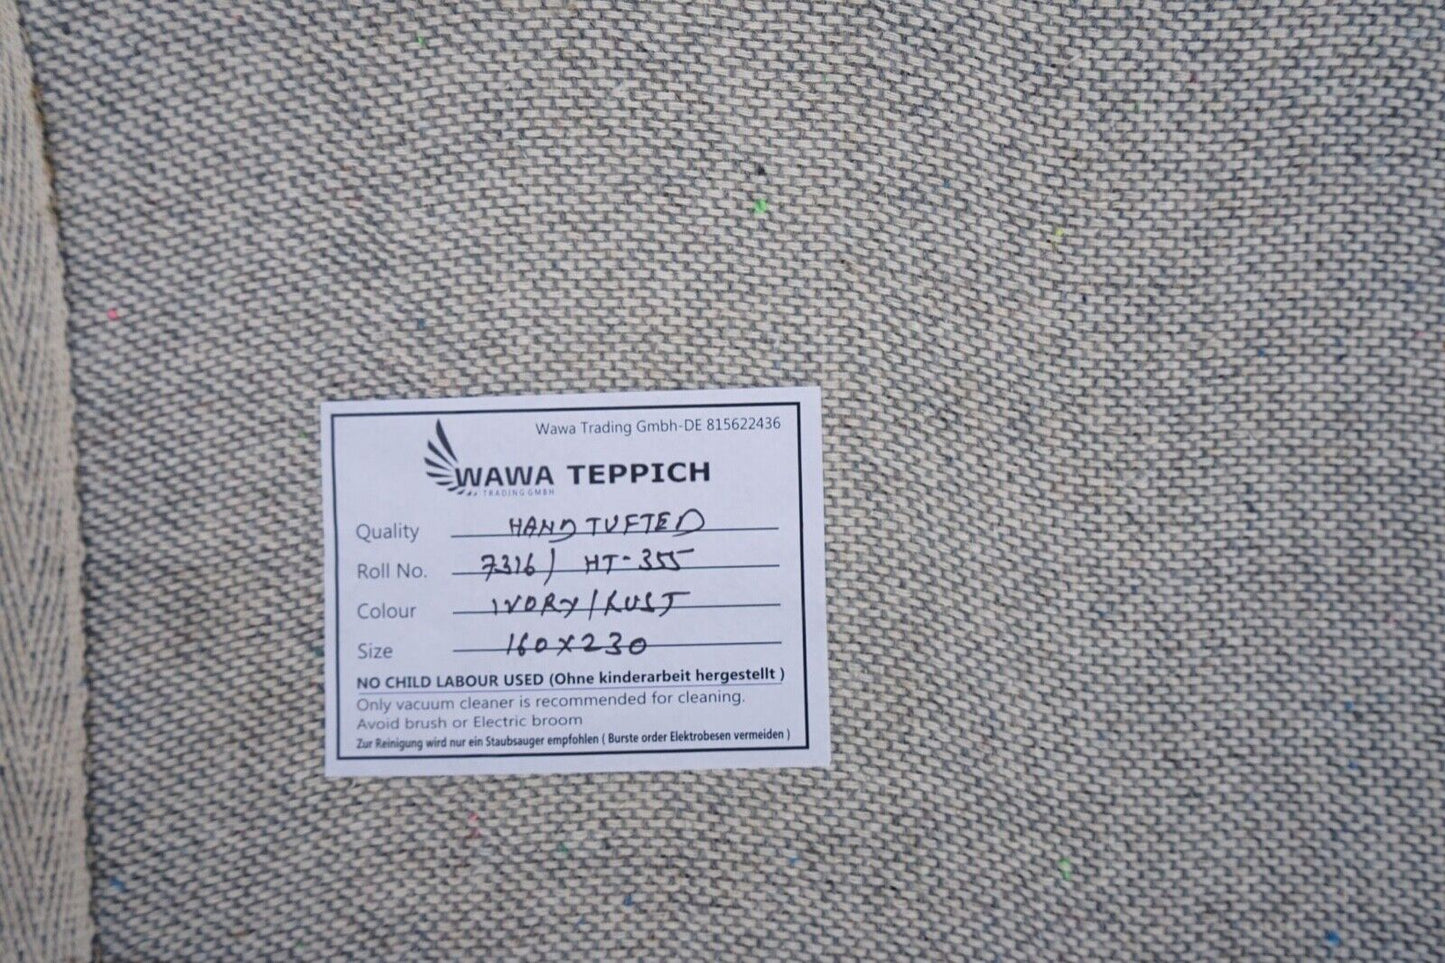 Wawa Trading Gmbh-DE 815622436
WAWA TEPPICH
TRADING GMBH
Quality HAND TUFTED
Roll No. 7316/ HT-355
Colour IVORY/RUST
Size 160X230
NO CHILD LABOUR USED (Ohne kinderarbeit hergestellt )
Only vacuum cleaner is recommended for cleaning.
Avoid brush or Electric broom
Zur Reinigung wird nur ein Staubsauger empfohlen ( Burste order Elektrobesen vermeiden )